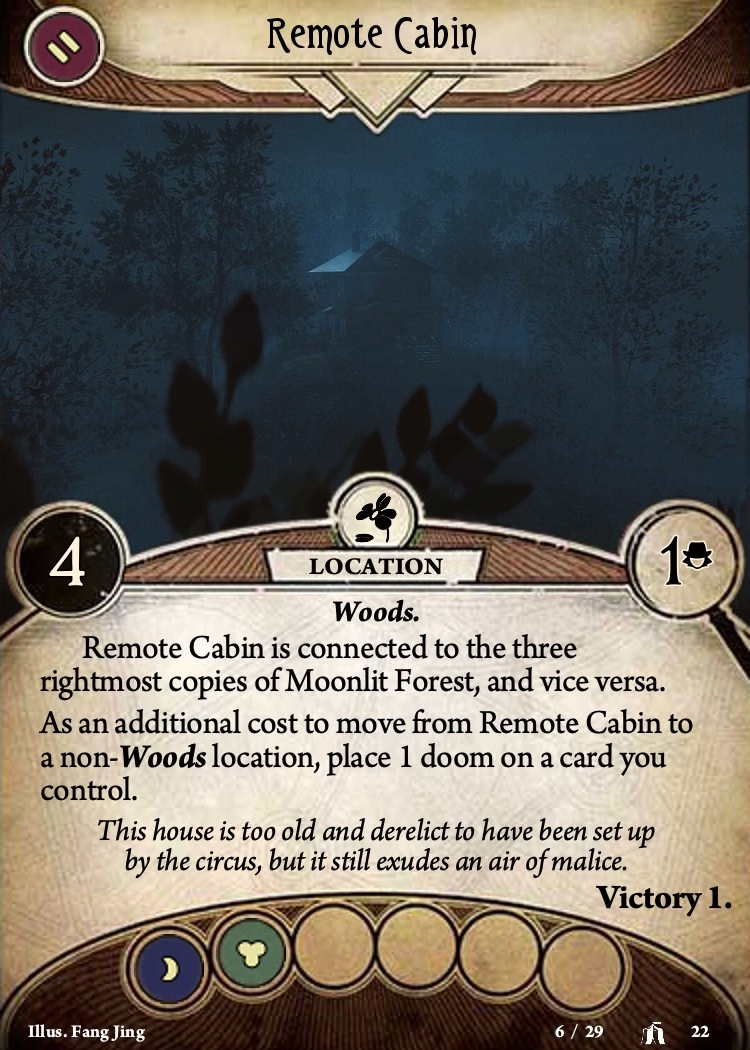 Remote Cabin
4
LOCATION
1
Woods.
Remote Cabin is connected to the three
rightmost copies of Moonlit Forest, and vice versa.
As an additional cost to move from Remote Cabin to
a non-Woods location, place 1 doom on a card you
control.
This house is too old and derelict to have been set up
by the circus, but it still exudes an air of malice.
Victory 1.
Illus. Fang Jing
6 / 29
22